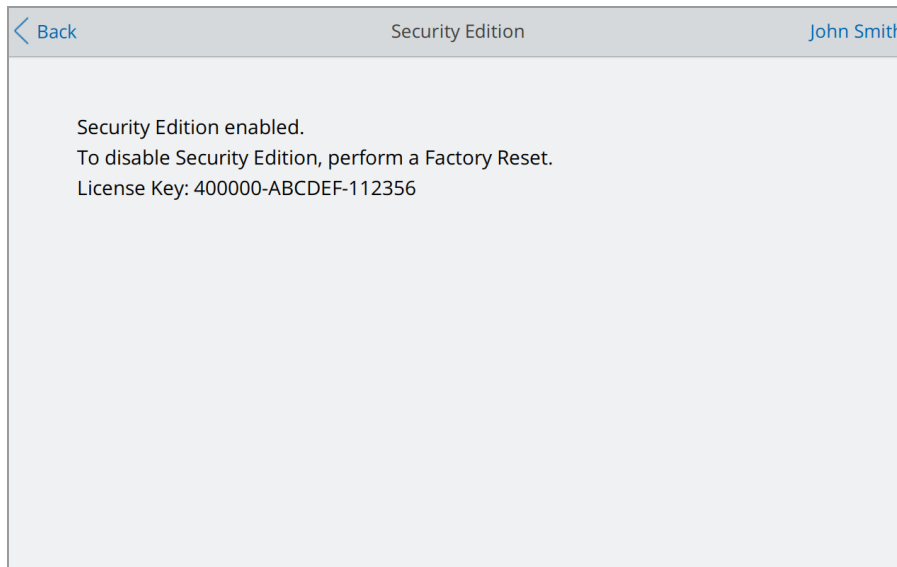 Back
Security Edition
John Smith
Security Edition enabled.
To disable Security Edition, perform a Factory Reset.
License Key: 400000-ABCDEF-112356